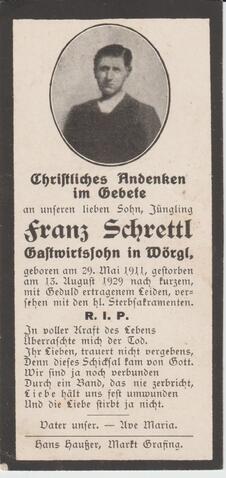 Christliches Andenken
im Gebete
an unseren lieben Sohn, Jüngling
Franz Schrettl
Gastwirtssohn in Wörgl,
geboren am 29. Mai 1911, gestorben
am 13. August 1929 nach kurzem,
mit Geduld ertragenem Leiden, ver-
sehen mit den hl. Sterbsakramenten.
R. I. P.
In voller Kraft des Lebens
Überraschte mich der Tod.
Ihr Lieben, trauert nicht vergebens,
Denn dieses Schicksal kam von Gott.
Wir sind ja noch verbunden
Durch ein Band, das nie zerbricht,
Liebe hält uns fest umwunden
Und die Liebe stirbt ja nicht.
Vater unser. — Ave Maria.
Hans Haußer, Markt Grafing.